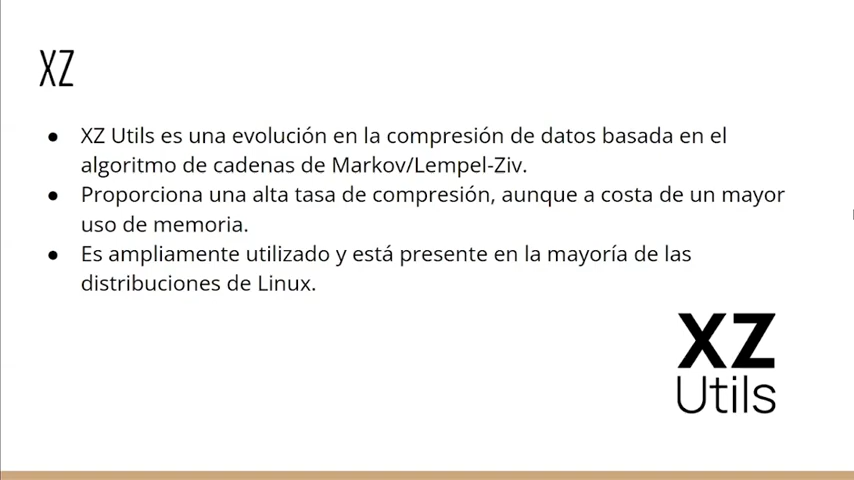 XZ
● XZ Utils es una evolución en la compresión de datos basada en el
algoritmo de cadenas de Markov/Lempel-Ziv.
● Proporciona una alta tasa de compresión, aunque a costa de un mayor
uso de memoria.
● Es ampliamente utilizado y está presente en la mayoría de las
distribuciones de Linux.
XZ
Utils